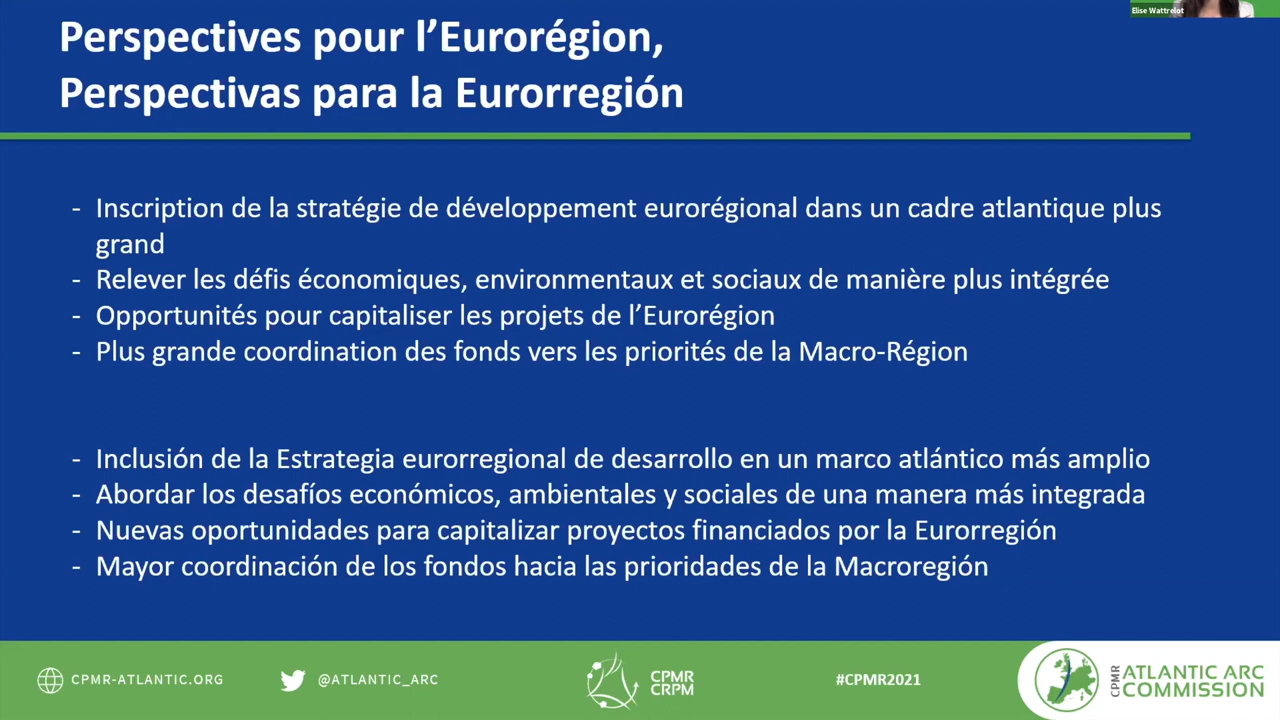 Elise Wattrelot
Perspectives pour l’Eurorégion,
Perspectivas para la Eurorregión
- Inscription de la stratégie de développement eurorégional dans un cadre atlantique plus
grand
- Relever les défis économiques, environmentaux et sociaux de manière plus intégrée
- Opportunités pour capitaliser les projets de l’Eurorégion
- Plus grande coordination des fonds vers les priorités de la Macro-Région
- Inclusión de la Estrategia eurorregional de desarrollo en un marco atlántico más amplio
- Abordar los desafíos económicos, ambientales y sociales de una manera más integrada
- Nuevas oportunidades para capitalizar proyectos financiados por la Eurorregión
- Mayor coordinación de los fondos hacia las prioridades de la Macroregión
CPMR-ATLANTIC.ORG
@ATLANTIC_ARC
CPMR
CRPM
#CPMR2021
CPMR
ATLANTIC ARC
COMMISSION